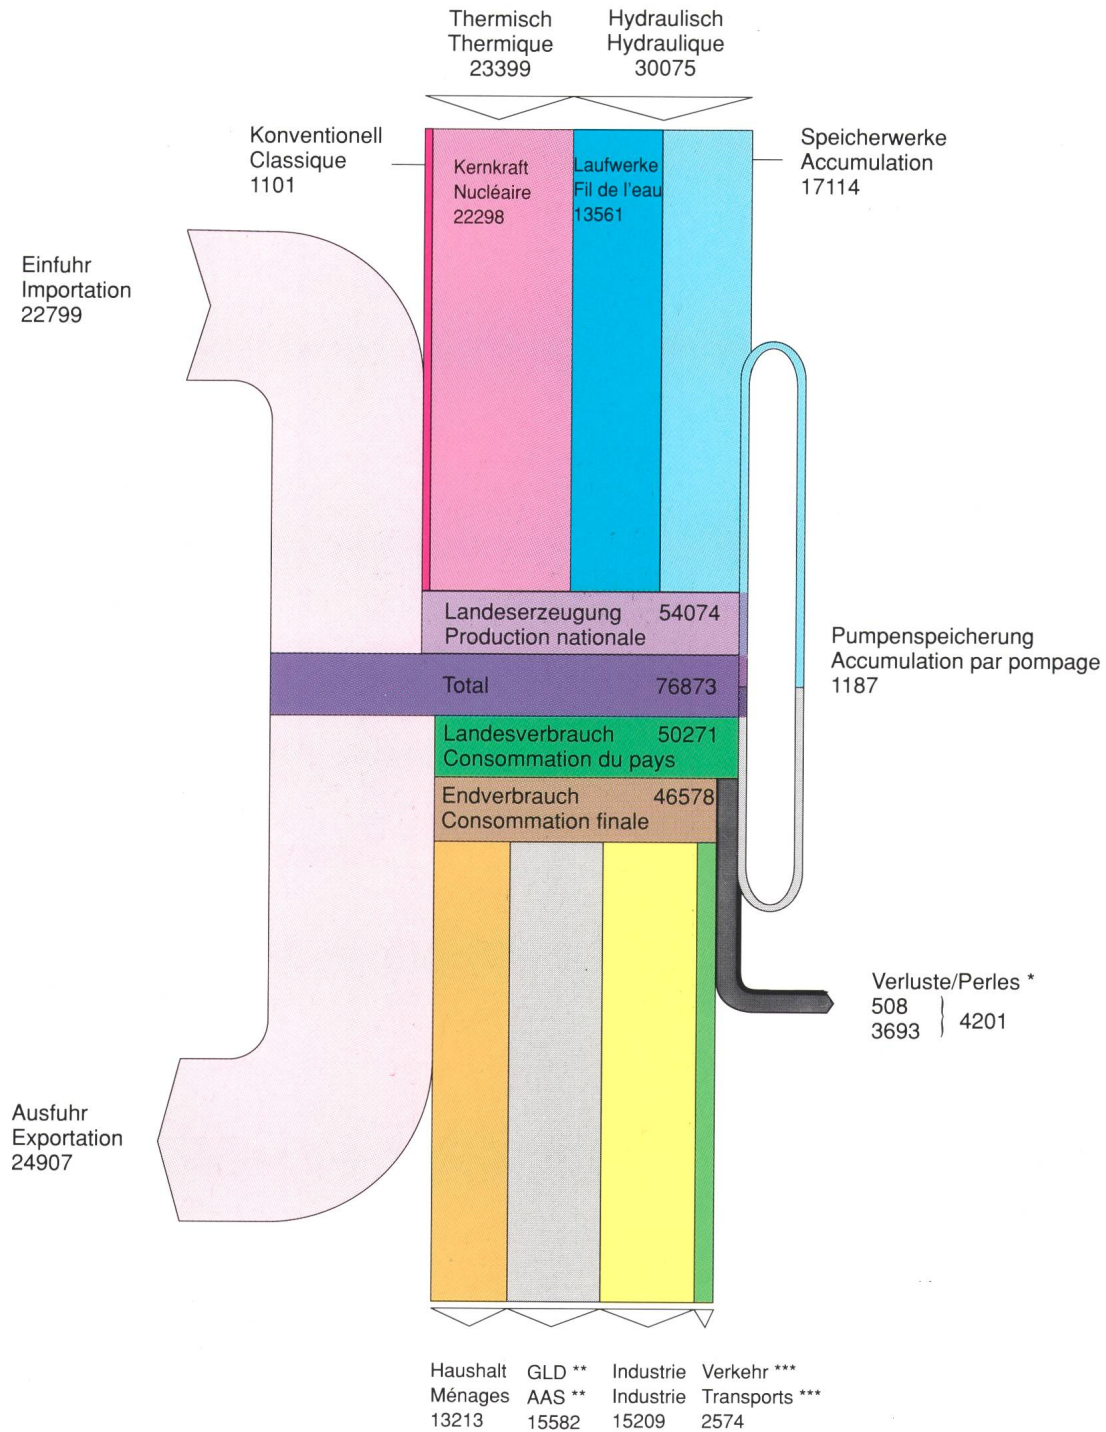 Thermisch
Thermique
23399
Hydraulisch
Hydraulique
30075
Konventionell
Classique
1101
Kernkraft
Nucléaire
22298
Laufwerke
Fil de l'eau
13561
Speicherwerke
Accumulation
17114
Einfuhr
Importation
22799
Landeserzeugung 54074
Production nationale
Total 76873
Pumpenspeicherung
Accumulation par pompage
1187
Landesverbrauch 50271
Consommation du pays
Endverbrauch 46578
Consommation finale
Verluste/Perles *
508
3693
4201
Ausfuhr
Exportation
24907
Haushalt
Ménages
13213
GLD **
AAS **
15582
Industrie
Industrie
15209
Verkehr ***
Transports ***
2574